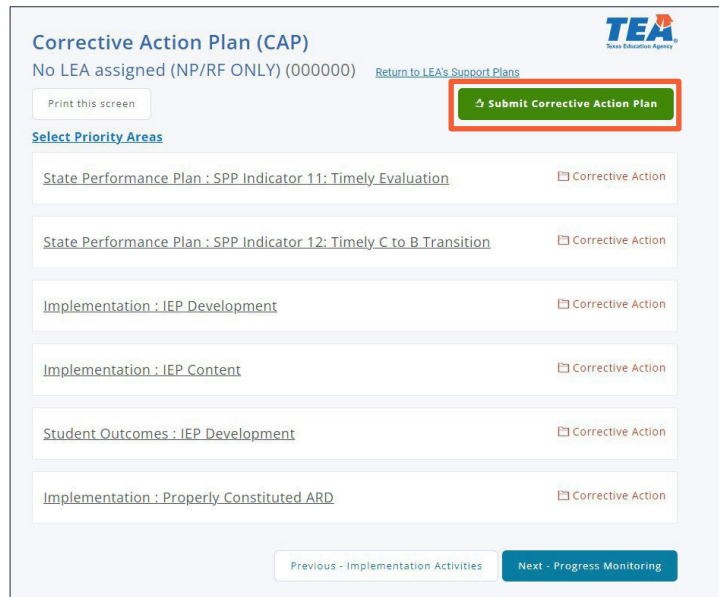 Corrective Action Plan (CAP)
TEA
Texas Education Agency
No LEA assigned (NP/RF ONLY) (000000) Return to LEA's Support Plans
Print this screen
Submit Corrective Action Plan
Select Priority Areas
State Performance Plan : SPP Indicator 11: Timely Evaluation Corrective Action
State Performance Plan : SPP Indicator 12: Timely C to B Transition Corrective Action
Implementation : IEP Development Corrective Action
Implementation : IEP Content Corrective Action
Student Outcomes : IEP Development Corrective Action
Implementation : Properly Constituted ARD Corrective Action
Previous - Implementation Activities Next - Progress Monitoring